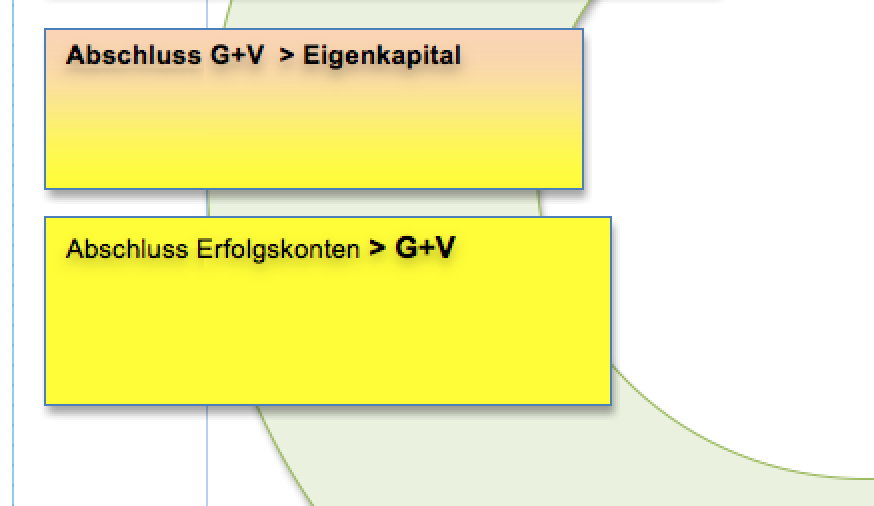 Abschluss G+V > Eigenkapital
Abschluss Erfolgskonten > G+V